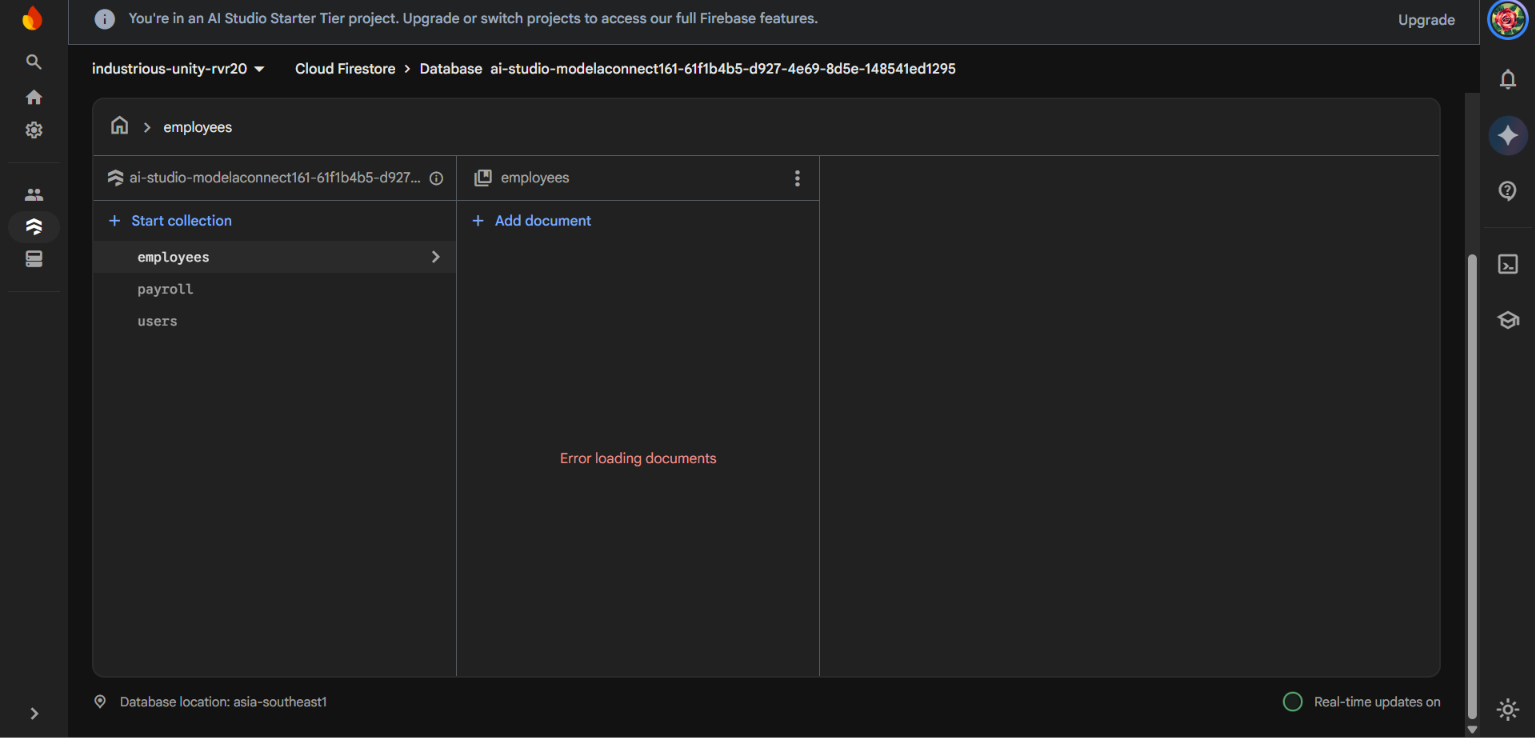 You're in an AI Studio Starter Tier project. Upgrade or switch projects to access our full Firebase features.
Upgrade
industrious-unity-rvr20
Cloud Firestore > Database ai-studio-modelaconnect161-61f1b4b5-d927-4e69-8d5e-148541ed1295
employees
ai-studio-modelaconnect161-61f1b4b5-d927...
employees
+ Start collection
+ Add document
employees
payroll
users
Error loading documents
Database location: asia-southeast1
Real-time updates on